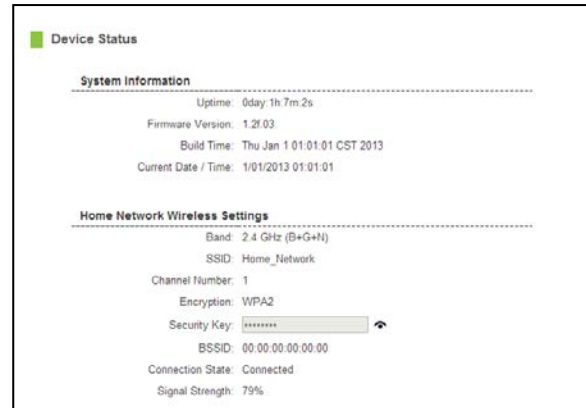 Device Status
System Information
Uptime: 0day:1h:7m:2s
Firmware Version: 1.2f.03.
Build Time: Thu Jan 1 01:01:01 CST 2013
Current Date / Time: 1/01/2013 01:01:01
Home Network Wireless Settings
Band: 2.4 GHz (B+G+N)
SSID: Home_Network
Channel Number: 1
Encryption: WPA2
Security Key: ••••••••
BSSID: 00:00:00:00:00:00
Connection State: Connected
Signal Strength: 79%